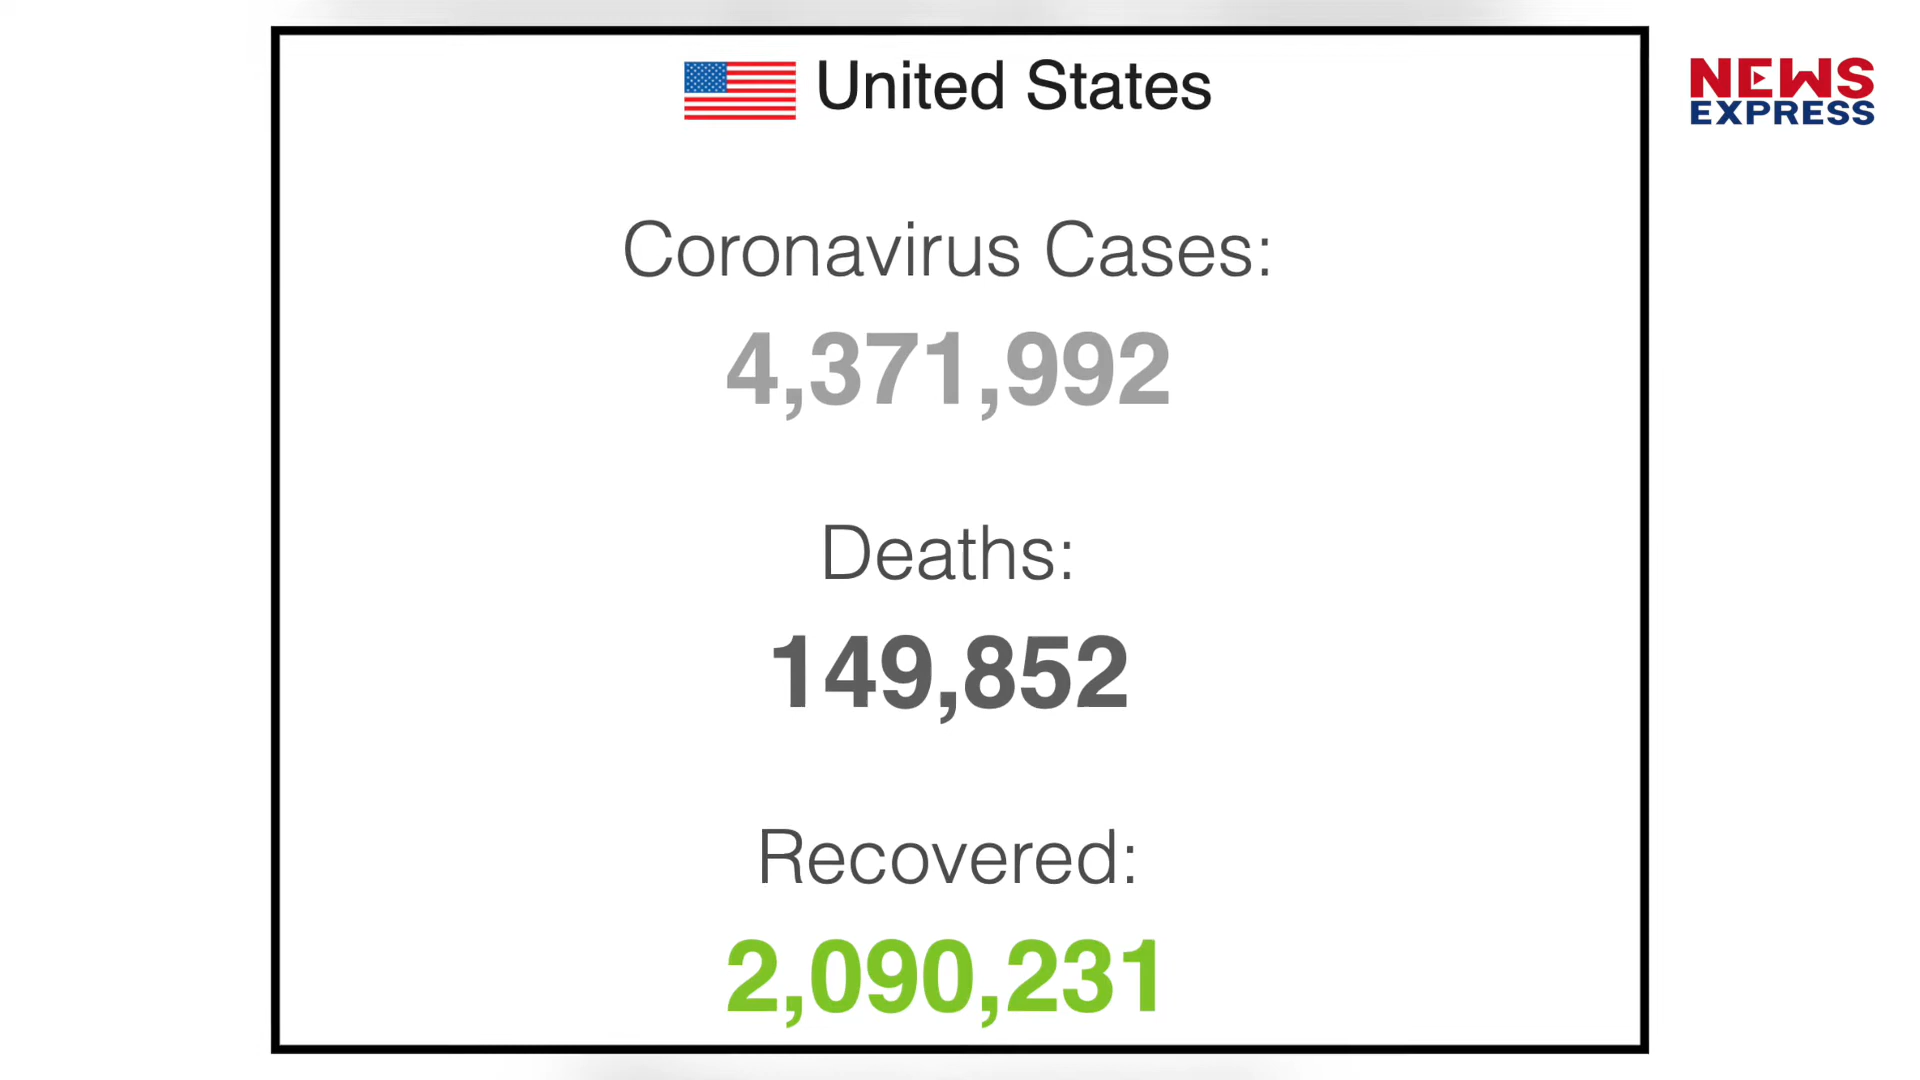 United States
NEWS
EXPRESS
Coronavirus Cases:
4,371,992
Deaths:
149,852
Recovered:
2,090,231